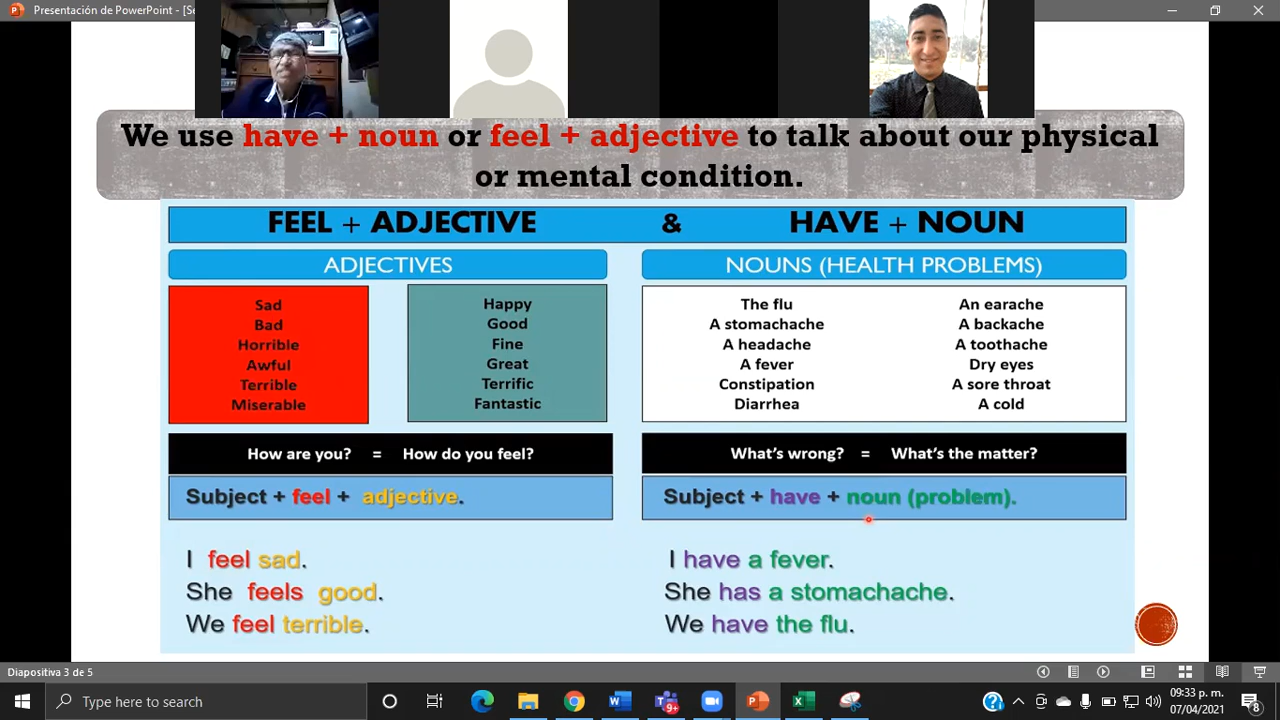 Presentación de PowerPoint - [Se
We use have + noun or feel + adjective to talk about our physical
or mental condition.
FEEL + ADJECTIVE & HAVE + NOUN
ADJECTIVES
NOUNS (HEALTH PROBLEMS)
Sad
Bad
Horrible
Awful
Terrible
Miserable
Happy
Good
Fine
Great
Terrific
Fantastic
The flu
A stomachache
A headache
A fever
Constipation
Diarrhea
An earache
A backache
A toothache
Dry eyes
A sore throat
A cold
How are you? = How do you feel?
What's wrong? = What's the matter?
Subject + feel + adjective.
Subject + have + noun (problem).
I feel sad.
She feels good.
We feel terrible.
I have a fever.
She has a stomachache.
We have the flu.
Diapositiva 3 de 5
Type here to search
9+
09:33 p. m.
07/04/2021
8